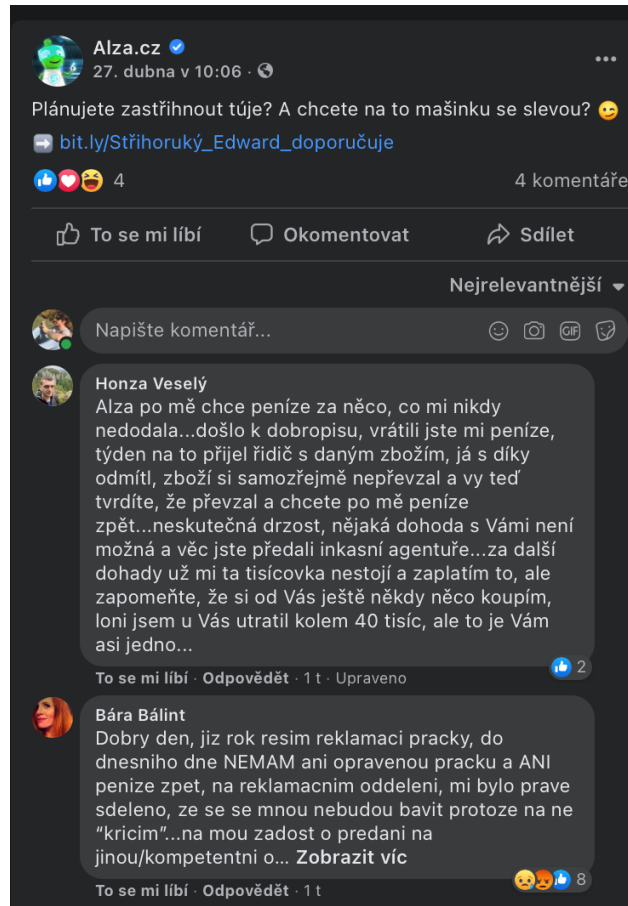 Alza.cz
27. dubna v 10:06 ·
Plánujete zastřihnout túje? A chcete na to mašinku se slevou? 😉
➡️ bit.ly/Střihoruký_Edward_doporučuje
4
4 komentáře
To se mi líbí
Okomentovat
Sdílet
Nejrelevantnější
Napište komentář...
GIF
Honza Veselý
Alza po mě chce peníze za něco, co mi nikdy
nedodala...došlo k dobropisu, vrátili jste mi peníze,
týden na to přijel řidič s daným zbožím, já s díky
odmítl, zboží si samozřejmě nepřevzal a vy teď
tvrdíte, že převzal a chcete po mě peníze
zpět...neskutečná drzost, nějaká dohoda s Vámi není
možná a věc jste předali inkasní agentuře...za další
dohady už mi ta tisícovka nestojí a zaplatím to, ale
zapomeňte, že si od Vás ještě někdy něco koupím,
loni jsem u Vás utratil kolem 40 tisíc, ale to je Vám
asi jedno...
2
To se mi líbí · Odpovědět · 1 t · Upraveno
Bára Bálint
Dobry den, jiz rok resim reklamaci pracky, do
dnesniho dne NEMAM ani opravenou pracku a ANI
penize zpet, na reklamacnim oddeleni, mi bylo prave
sdeleno, ze se se mnou nebudou bavit protoze na ne
“kricim”...na mou zadost o predani na
jinou/kompetentni o... Zobrazit víc
8
To se mi líbí · Odpovědět · 1 t